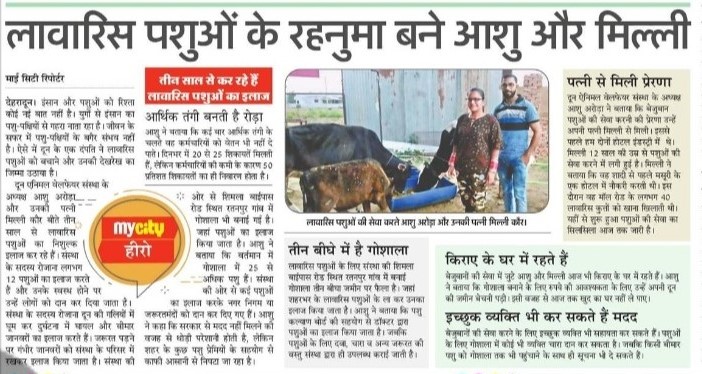 लावारिस पशुओं के रहनुमा बने आशु और मिल्ली
माई सिटी रिपोर्टर
देहरादून। इंसान और पशुओं को रिश्ता
कोई नई बात नहीं है। युगों से इंसान का
पशु-पक्षियों से गहरा नाता रहा है। जीवन के
सफर में पशु-पक्षियों के बगैर संभव नहीं
है। ऐसे में दून के एक दंपति ने लावारिस
पशुओं को बचाने और उनकी देखरेख का
जिम्मा उठाया है।
दून एनिमल वेलफेयर संस्था के
अध्यक्ष आशु अरोड़ा
और उनकी पत्नी
मिल्ली कौर बीते तीन
साल से लावारिस
पशुओं का निशुल्क
इलाज कर रहे हैं। संस्था
के सदस्य रोजाना लगभग
12 पशुओं का इलाज करते
हैं और उनके स्वस्थ होने पर
उन्हें लोगों को दान कर दिया जाता है।
संस्था के सदस्य रोजाना दून की गलियों में
घूम कर दुर्घटना में घायल और बीमार
जानवरों का इलाज करते हैं। जरूरत पड़ने
पर गंभीर जानवरों को संस्था के परिसर में
रखकर इलाज किया जाता है। संस्था की
mycity
हीरो
तीन साल से कर रहे हैं
लावारिस पशुओं का इलाज
आर्थिक तंगी बनती है रोड़ा
आशु ने बताया कि कई बार आर्थिक तंगी के
चलते वह कर्मचारियों को वेतन भी नहीं दे
पाते। दिनभर में 20 से 25 शिकायतें मिलती
हैं, लेकिन कर्मचारियों की कमी के कारण 50
प्रतिशत शिकायतों का ही निवारण होता है।
ओर से शिमला बाईपास
रोड स्थित रतनपुर गांव में
गोशाला भी बनाई गई है।
जहां पशुओं का इलाज
किया जाता है। आशु ने
बताया कि वर्तमान में
गोशाला में 25 से
अधिक पशु हैं। संस्था
की ओर से कई पशुओं
का इलाज करके नगर निगम या
जरूरतमंदों को दान कर दिए गए हैं। आशु
ने कहा कि सरकार से मदद नहीं मिलने की
वजह से थोड़ी परेशानी होती है, लेकिन
शहर के कुछ पशु प्रेमियों के सहयोग से
काफी आसानी से निपटा जा रहा है।
लावारिस पशुओं की सेवा करते आशु अरोड़ा और उनकी पत्नी मिल्ली कौर।
तीन बीघे में है गोशाला
लावारिस पशुओं के लिए संस्था की शिमला
बाईपास रोड स्थित रतनपुर गांव में बनाई
गोशाला तीन बीघा जमीन पर फैला है। जहां
शहरभर के लावारिस पशुओं के ला कर उनका
इलाज किया जाता है। आशु ने बताया कि पशु
कल्याण बोर्ड की सहयोग से डॉक्टर द्वारा
पशुओं का इलाज किया जाता है। जबकि
पशुओं के लिए दवा, चारा व अन्य जरूरत की
वस्तु संस्था द्वारा ही उपलब्ध कराई जाती है।
पत्नी से मिली प्रेरणा
दून ऐनिमल वेलफेयर संस्था के अध्यक्ष
आशु अरोड़ा ने बताया कि बेजुबान
पशुओं की सेवा करनी की प्रेरणा उन्हें
अपनी पत्नी मिल्ली से मिली। इससे
पहले हम दोनों होटल इंडस्ट्री में थे।
मिल्ली 12 साल की उम्र से पशुओं की
सेवा करने में लगी हुई हैं। मिल्ली ने
बताया कि वह शादी से पहले मसूरी के
एक होटल में नौकरी करती थी। इस
दौरान वह मॉल रोड के लगभग 40
लावारिस कुत्तों को खाना खिलाती थी।
यहीं से शुरू हुआ पशुओं की सेवा का
सिलसिला आज तक जारी है।
किराए के घर में रहते हैं
बेजुबानों की सेवा में जुटे आशु और मिल्ली आज भी किराए के घर में रहते हैं। आशु
ने बताया कि गोशाला बनाने के लिए रुपये की आवश्यकता के लिए उन्हें अपनी दून
की जमीन बेचनी पड़ी। इसी वजह से आज तक खुद का घर नहीं ले पाए।
इच्छुक व्यक्ति भी कर सकते हैं मदद
बेजुबानों की सेवा करने के लिए इच्छुक व्यक्ति भी सहायता कर सकते हैं। पशुओं
के लिए गोशाला में कोई भी व्यक्ति चारा दान कर सकता है। जबकि किसी बीमार
पशु को गोशाला तक भी पहुंचाने के साथ ही सूचना भी दे सकते हैं।